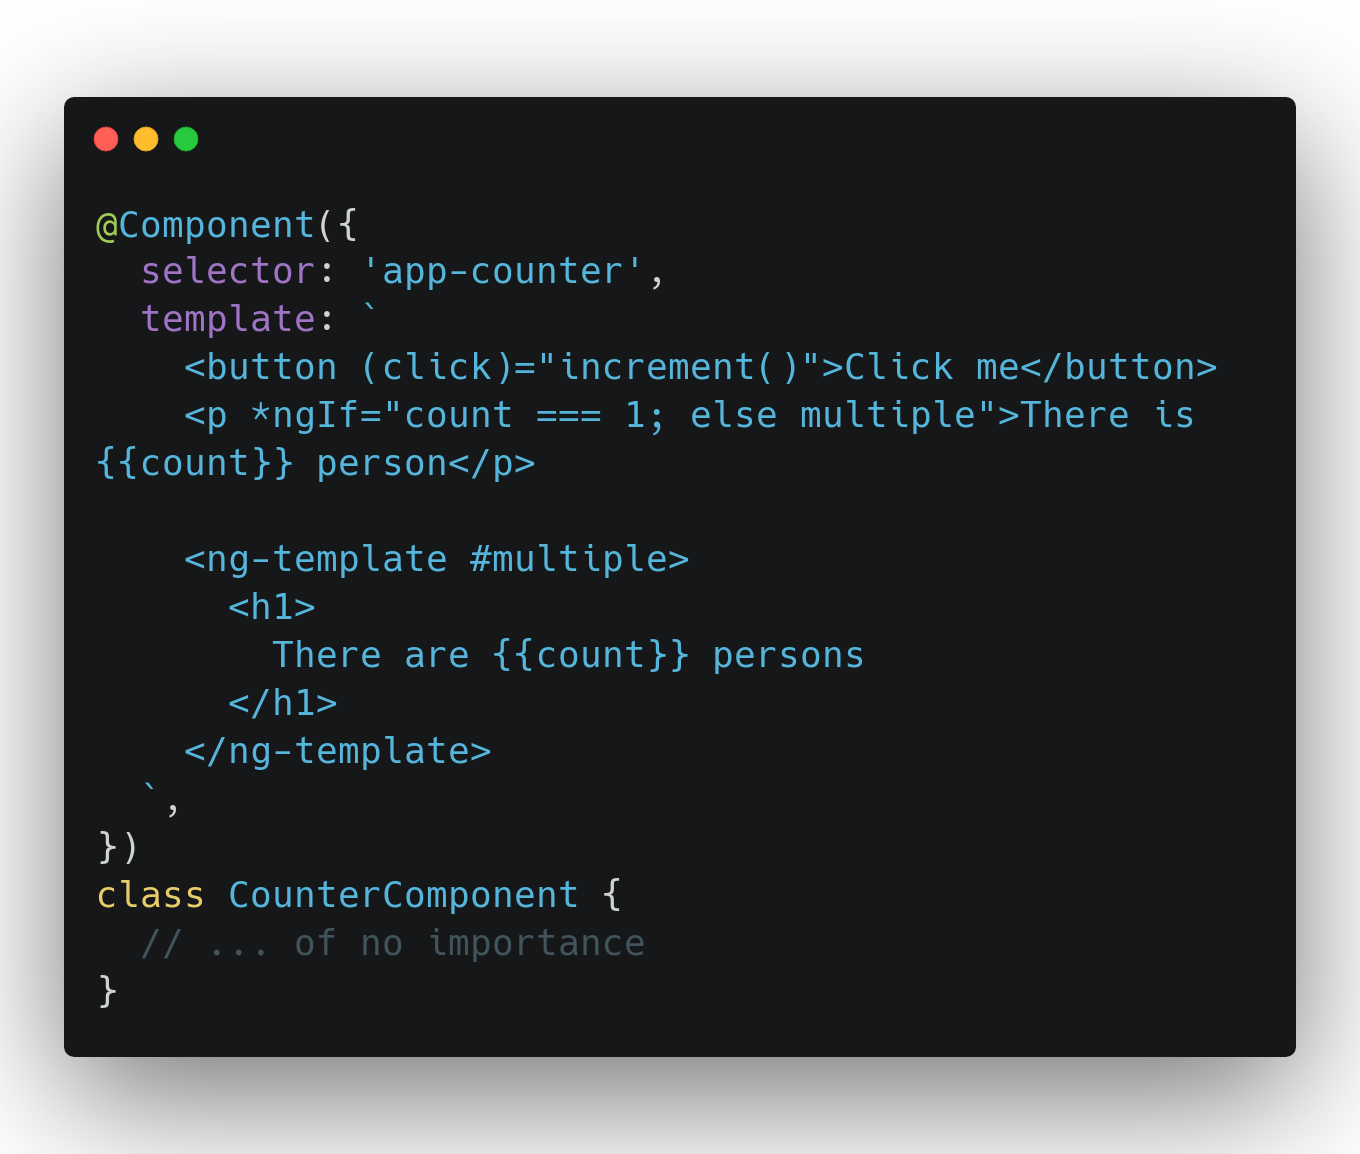 @Component({
  selector: 'app-counter',
  template: `
    <button (click)="increment()">Click me</button>
    <p *ngIf="count === 1; else multiple">There is
{{count}} person</p>

    <ng-template #multiple>
      <h1>
        There are {{count}} persons
      </h1>
    </ng-template>
  `,
})
class CounterComponent {
  // ... of no importance
}